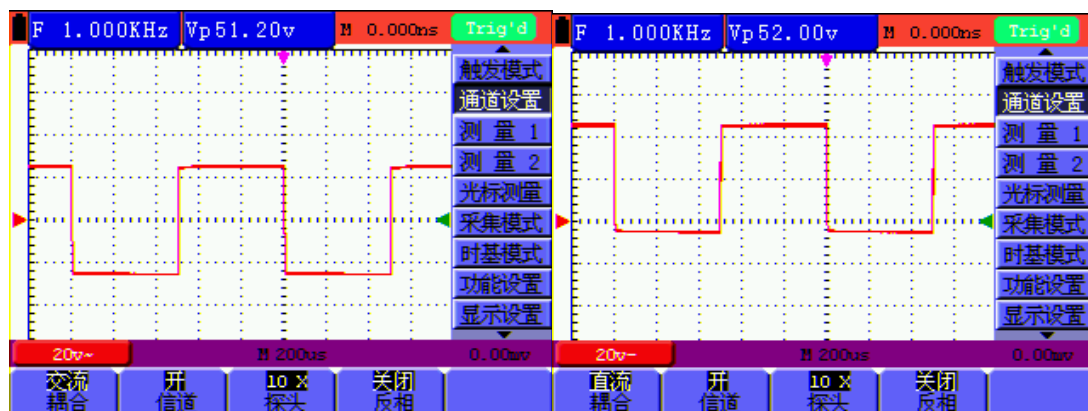 F 1.000KHz Vp51.20v M 0.000ns Trig'd
触发模式
通道设置
测 量 1
测 量 2
光标测量
采集模式
时基模式
功能设置
显示设置
20v~ M 200us 0.00mv
交流 开 10 X 关闭
耦合 信道 探头 反相
F 1.000KHz Vp52.00v M 0.000ns Trig'd
触发模式
通道设置
测 量 1
测 量 2
光标测量
采集模式
时基模式
功能设置
显示设置
20v− M 200us 0.00mv
直流 开 10 X 关闭
耦合 信道 探头 反相